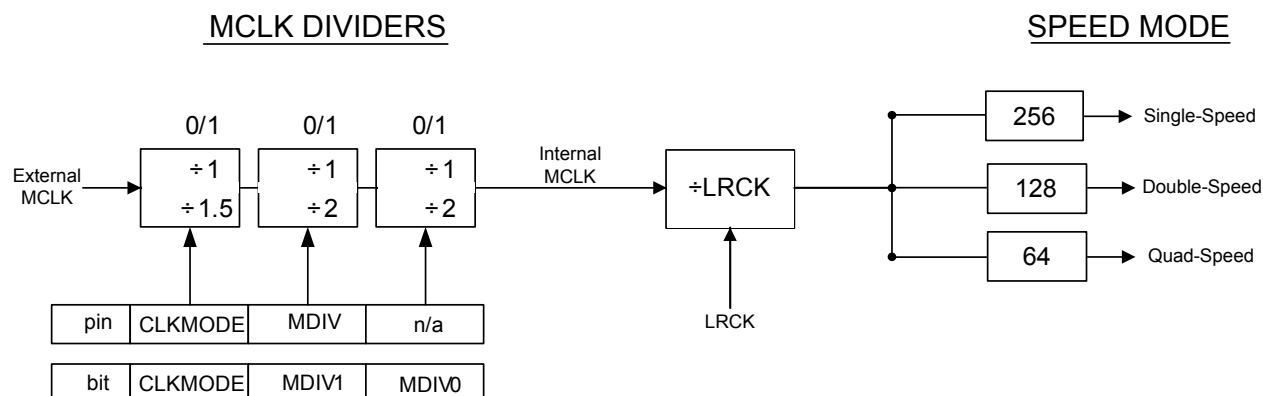 MCLK DIVIDERS
SPEED MODE
0/1 0/1 0/1
÷1 ÷1 ÷1
÷1.5 ÷2 ÷2
External
MCLK
Internal
MCLK
÷LRCK
LRCK
256 Single-Speed
128 Double-Speed
64 Quad-Speed
pin CLKMODE MDIV n/a
bit CLKMODE MDIV1 MDIV0